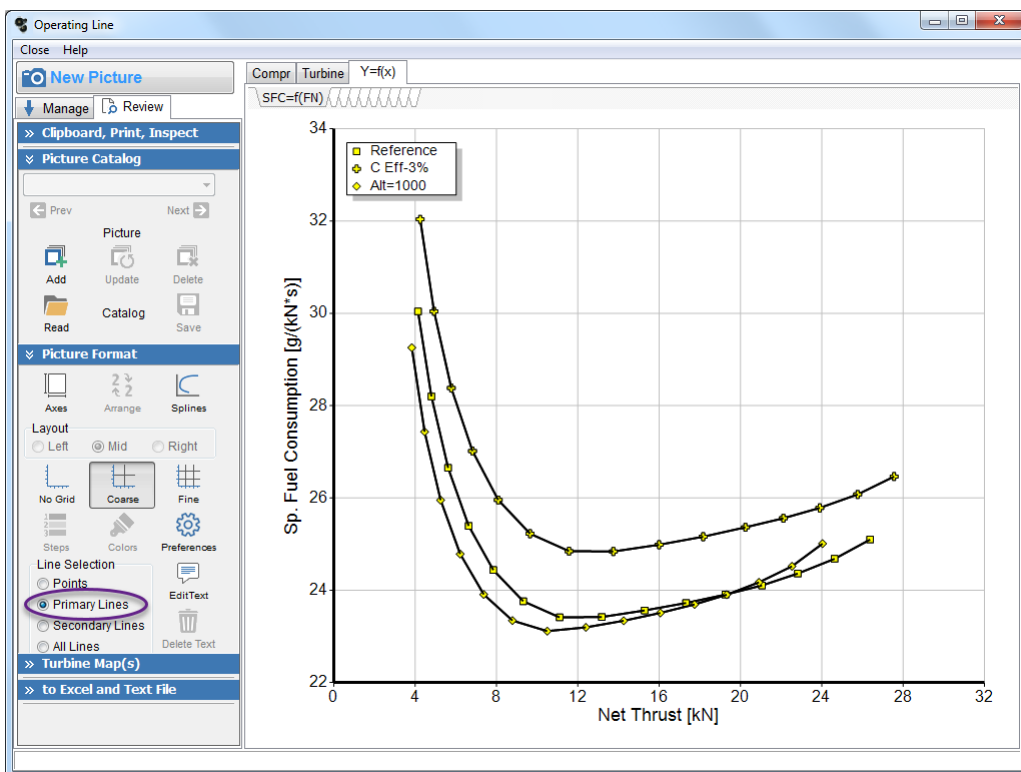 Operating Line
Close Help
New Picture
Manage Review
» Clipboard, Print, Inspect
Picture Catalog
Prev Next
Picture
Add Update Delete
Catalog
Read Save
Picture Format
Axes Arrange Splines
Layout
Left Mid Right
No Grid Coarse Fine
Steps Colors Preferences
Line Selection
Points
Primary Lines
Secondary Lines
All Lines
EditText
Delete Text
» Turbine Map(s)
» to Excel and Text File
Compr Turbine Y=f(x)
SFC=f(FN)
Reference
C Eff-3%
Alt=1000
Sp. Fuel Consumption [g/(kN*s)]
34
32
30
28
26
24
22
0 4 8 12 16 20 24 28 32
Net Thrust [kN]